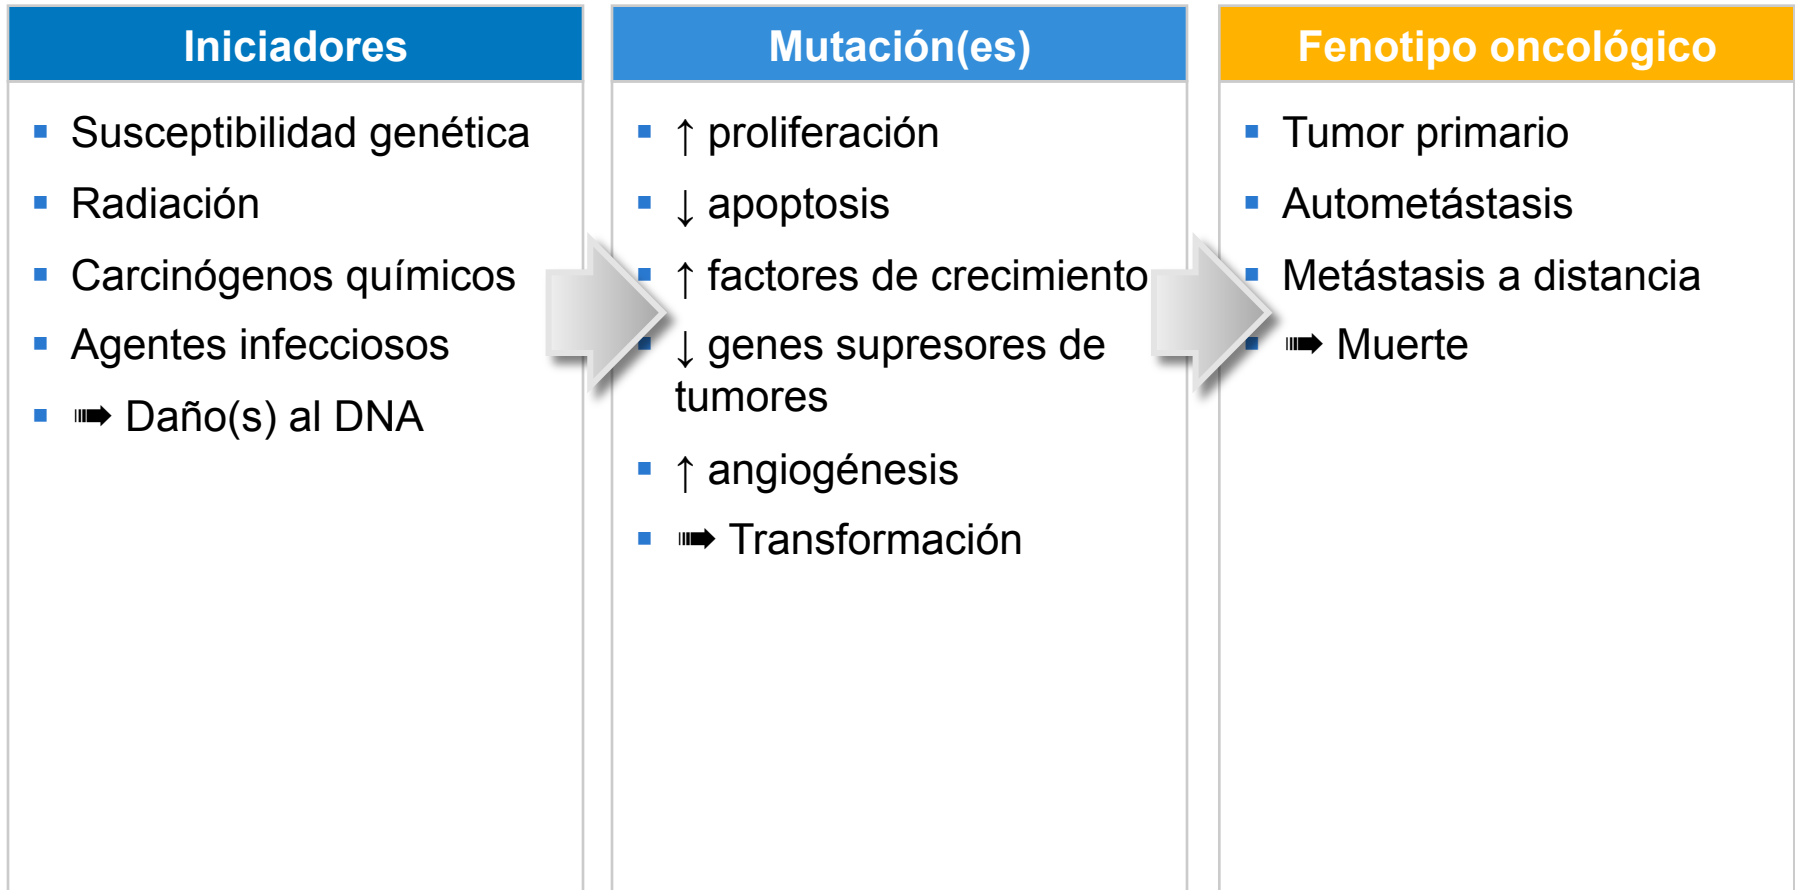 Iniciadores
Susceptibilidad genética
Radiación
Carcinógenos químicos
Agentes infecciosos
➠ Daño(s) al DNA
Mutación(es)
↑ proliferación
↓ apoptosis
↑ factores de crecimiento
↓ genes supresores de
tumores
↑ angiogénesis
➠ Transformación
Fenotipo oncológico
Tumor primario
Autometástasis
Metástasis a distancia
➠ Muerte